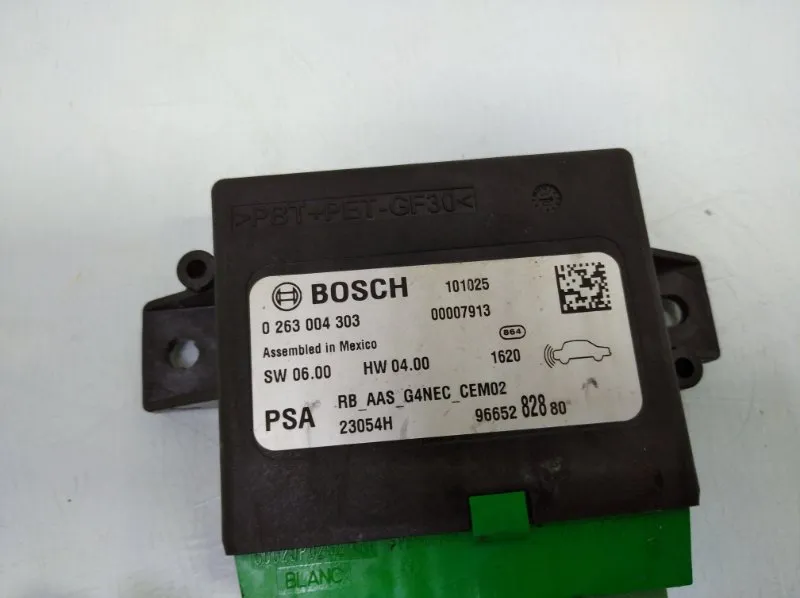 >PBT+PET-GF30<
BOSCH 101025
0 263 004 303 00007913
864
Assembled in Mexico
SW 06.00 HW 04.00 1620
PSA RB_AAS_G4NEC_CEM02
23054H 96652 828 80
BLANC